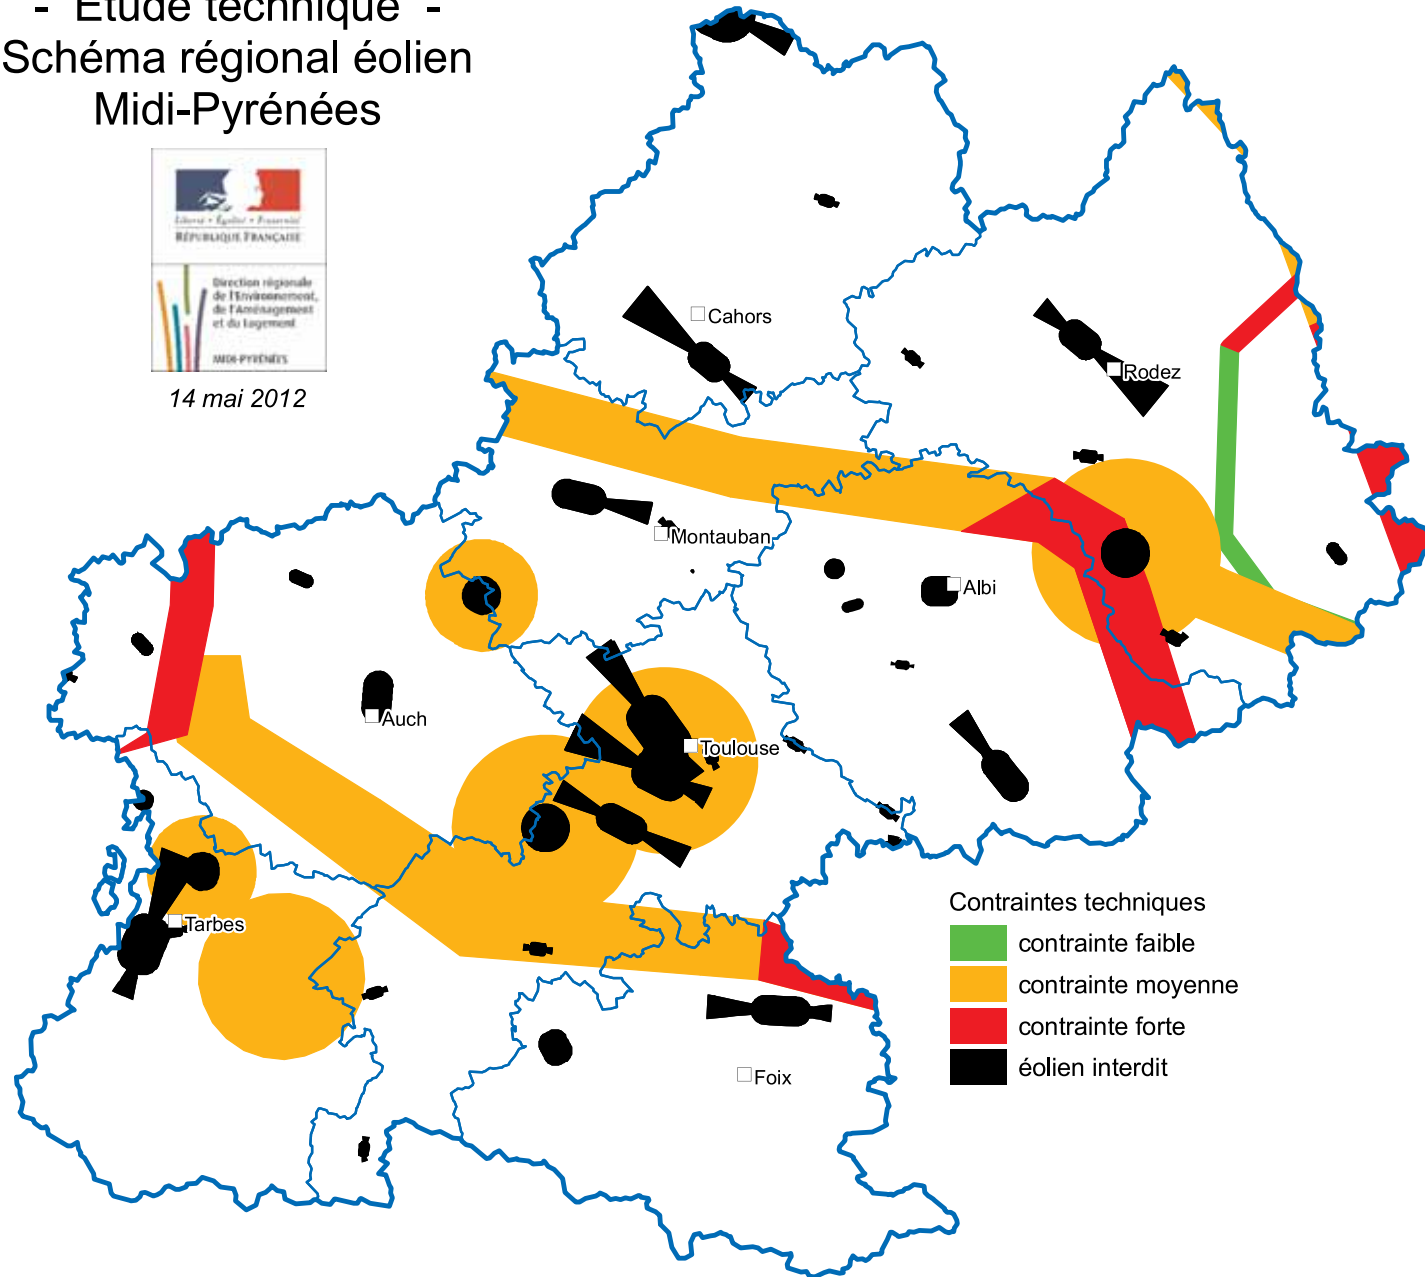 - Etude technique -
Schéma régional éolien
Midi-Pyrénées
Liberté • Égalité • Fraternité
RÉPUBLIQUE FRANÇAISE
Direction régionale
de l'Environnement,
de l'Aménagement
et du Logement
MIDI-PYRÉNÉES
14 mai 2012
Cahors
Rodez
Montauban
Albi
Auch
Toulouse
Tarbes
Foix
Contraintes techniques
contrainte faible
contrainte moyenne
contrainte forte
éolien interdit